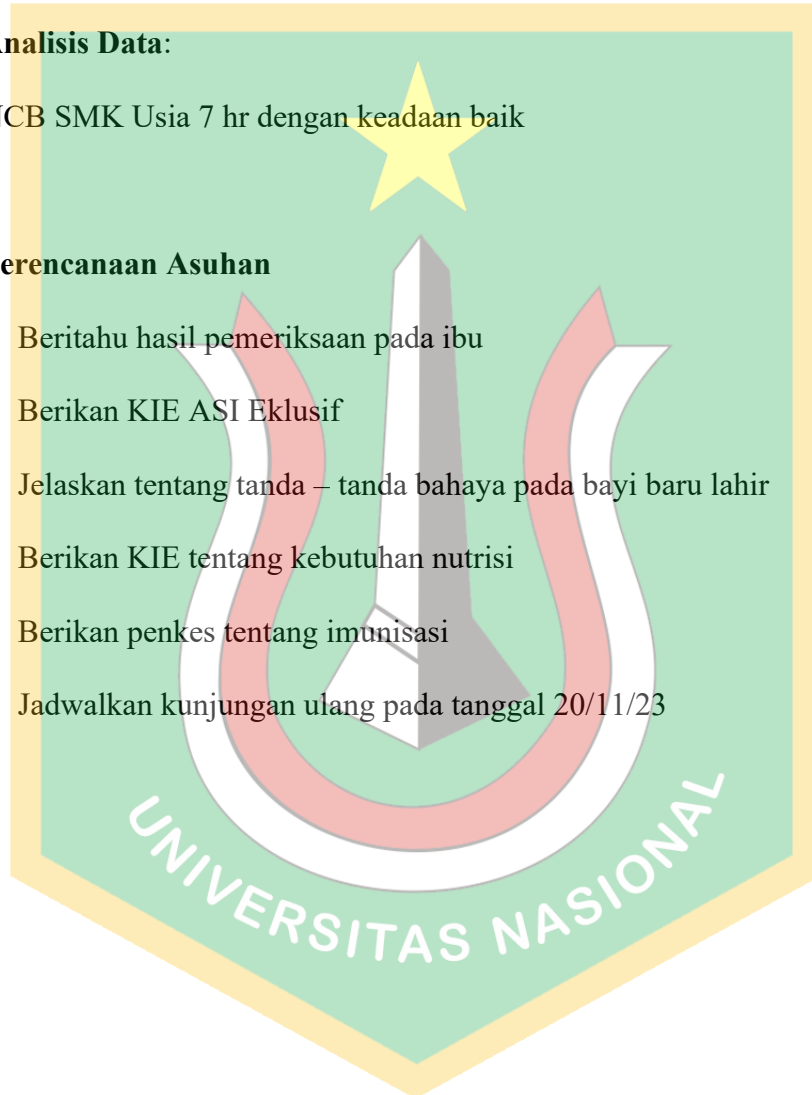 nalisis Data:
NCB SMK Usia 7 hr dengan keadaan baik
erencanaan Asuhan
Beritahu hasil pemeriksaan pada ibu
Berikan KIE ASI Eklusif
Jelaskan tentang tanda – tanda bahaya pada bayi baru lahir
Berikan KIE tentang kebutuhan nutrisi
Berikan penkes tentang imunisasi
Jadwalkan kunjungan ulang pada tanggal 20/11/23
UNIVERSITAS NASIONAL